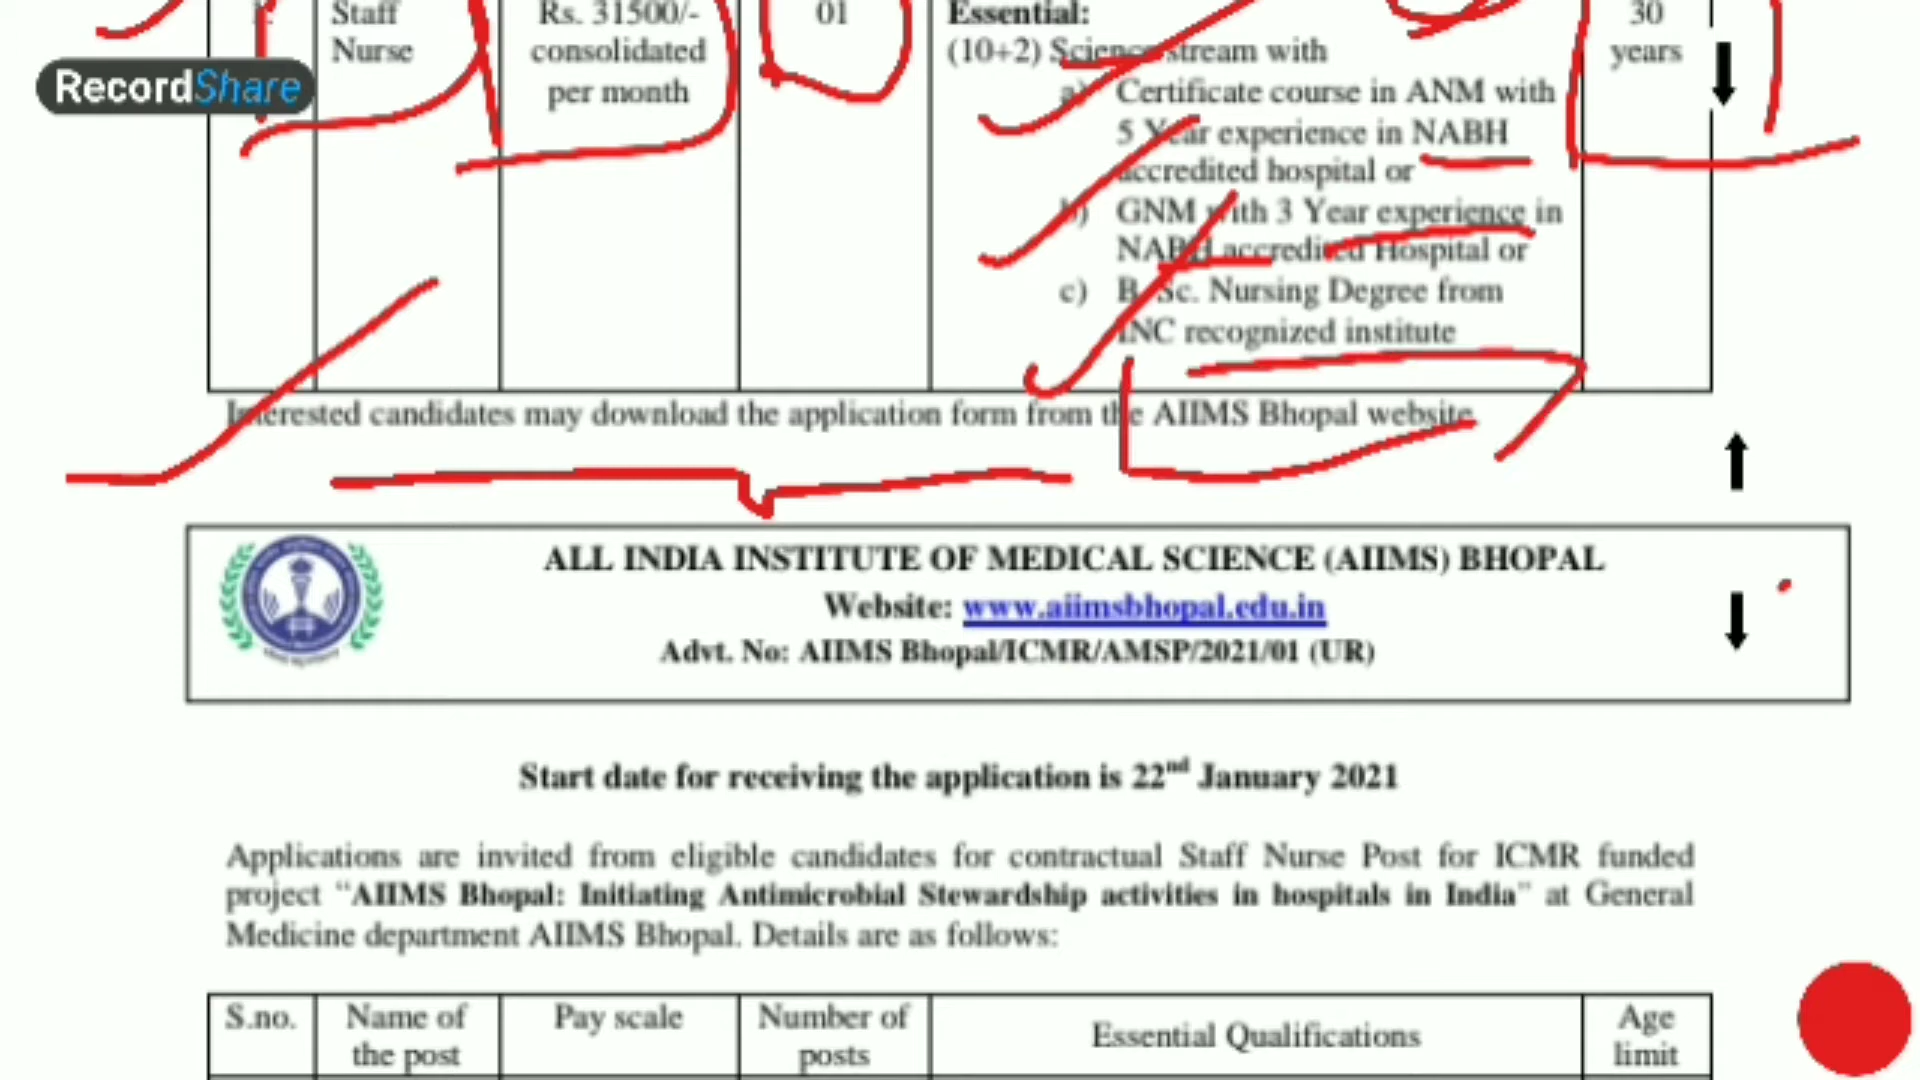 RecordShare
Staff Nurse
Rs. 31500/- consolidated per month
01
Essential:
(10+2) Science stream with
a) Certificate course in ANM with
5 Year experience in NABH
accredited hospital or
b) GNM with 3 Year experience in
NABH accredited Hospital or
c) B. Sc. Nursing Degree from
INC recognized institute
30 years
Interested candidates may download the application form from the AIIMS Bhopal website.
ALL INDIA INSTITUTE OF MEDICAL SCIENCE (AIIMS) BHOPAL
Website: www.aiimsbhopal.edu.in
Advt. No: AIIMS Bhopal/ICMR/AMSP/2021/01 (UR)
Start date for receiving the application is 22nd January 2021
Applications are invited from eligible candidates for contractual Staff Nurse Post for ICMR funded
project “AIIMS Bhopal: Initiating Antimicrobial Stewardship activities in hospitals in India” at General
Medicine department AIIMS Bhopal. Details are as follows:
S.no.
Name of the post
Pay scale
Number of posts
Essential Qualifications
Age limit